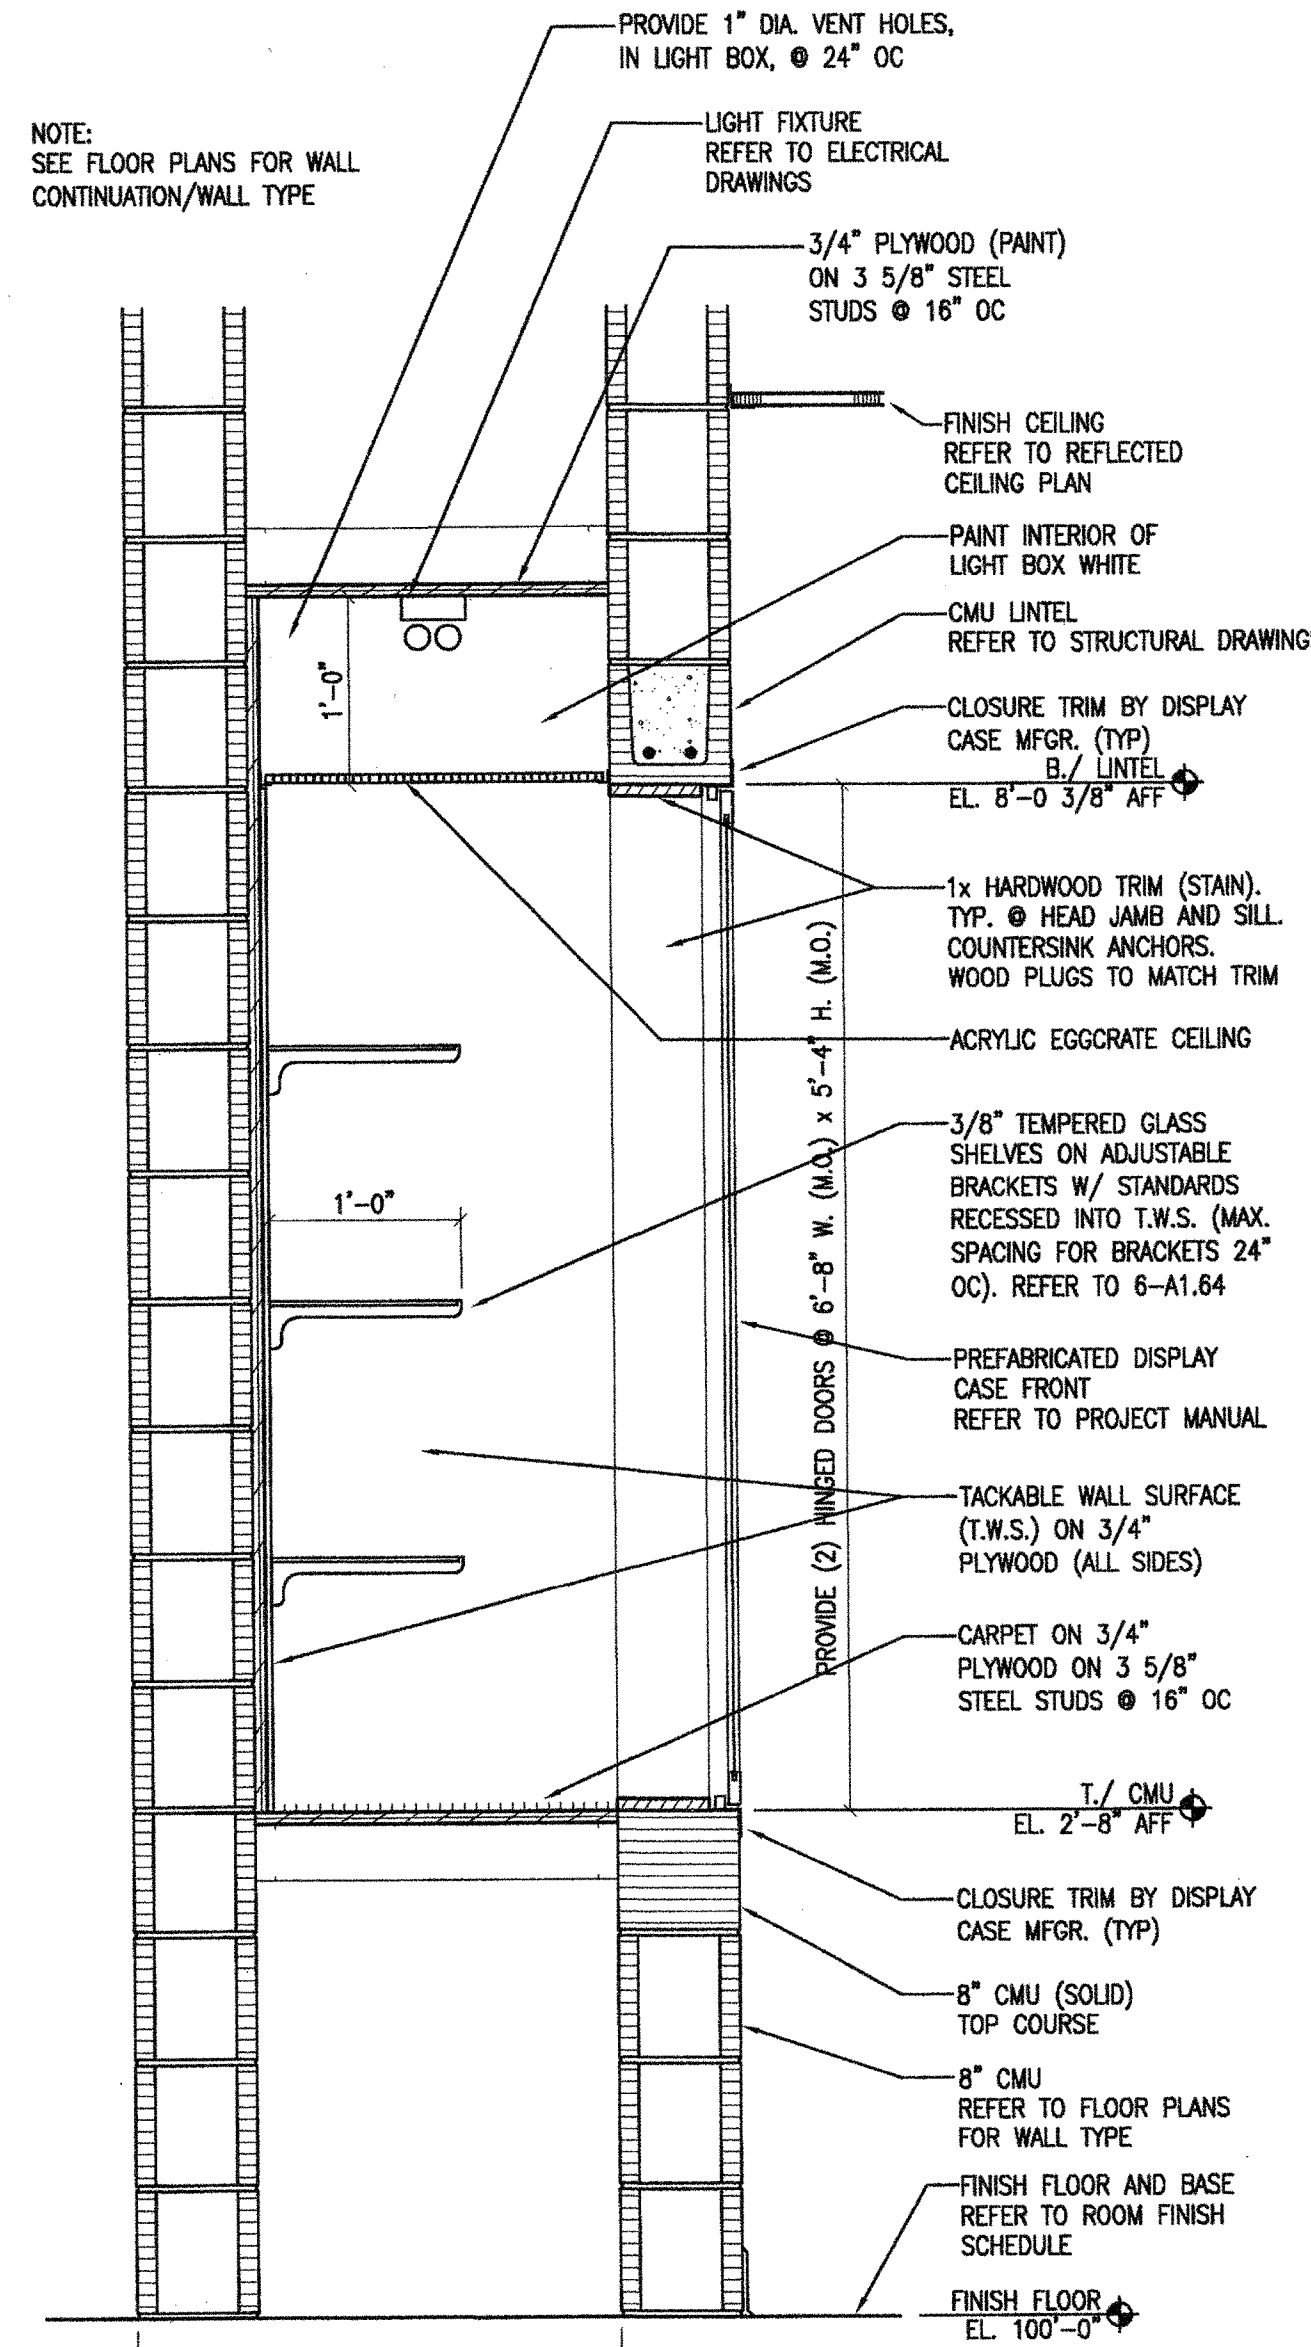 PROVIDE 1" DIA. VENT HOLES,
IN LIGHT BOX, @ 24" OC
NOTE:
SEE FLOOR PLANS FOR WALL
CONTINUATION/WALL TYPE
LIGHT FIXTURE
REFER TO ELECTRICAL
DRAWINGS
3/4" PLYWOOD (PAINT)
ON 3 5/8" STEEL
STUDS @ 16" OC
FINISH CEILING
REFER TO REFLECTED
CEILING PLAN
PAINT INTERIOR OF
LIGHT BOX WHITE
CMU LINTEL
REFER TO STRUCTURAL DRAWING
1'-0"
CLOSURE TRIM BY DISPLAY
CASE MFGR. (TYP)
B./ LINTEL
EL. 8'-0 3/8" AFF
1x HARDWOOD TRIM (STAIN).
TYP. @ HEAD JAMB AND SILL.
COUNTERSINK ANCHORS.
WOOD PLUGS TO MATCH TRIM
ACRYLIC EGGCRATE CEILING
3/8" TEMPERED GLASS
SHELVES ON ADJUSTABLE
BRACKETS W/ STANDARDS
RECESSED INTO T.W.S. (MAX.
SPACING FOR BRACKETS 24"
OC). REFER TO 6-A1.64
1'-0"
PROVIDE (2) HINGED DOORS @ 6'-8" W. (M.O.) x 5'-4" H. (M.O.)
PREFABRICATED DISPLAY
CASE FRONT
REFER TO PROJECT MANUAL
TACKABLE WALL SURFACE
(T.W.S.) ON 3/4"
PLYWOOD (ALL SIDES)
CARPET ON 3/4"
PLYWOOD ON 3 5/8"
STEEL STUDS @ 16" OC
T./ CMU
EL. 2'-8" AFF
CLOSURE TRIM BY DISPLAY
CASE MFGR. (TYP)
8" CMU (SOLID)
TOP COURSE
8" CMU
REFER TO FLOOR PLANS
FOR WALL TYPE
FINISH FLOOR AND BASE
REFER TO ROOM FINISH
SCHEDULE
FINISH FLOOR
EL. 100'-0"